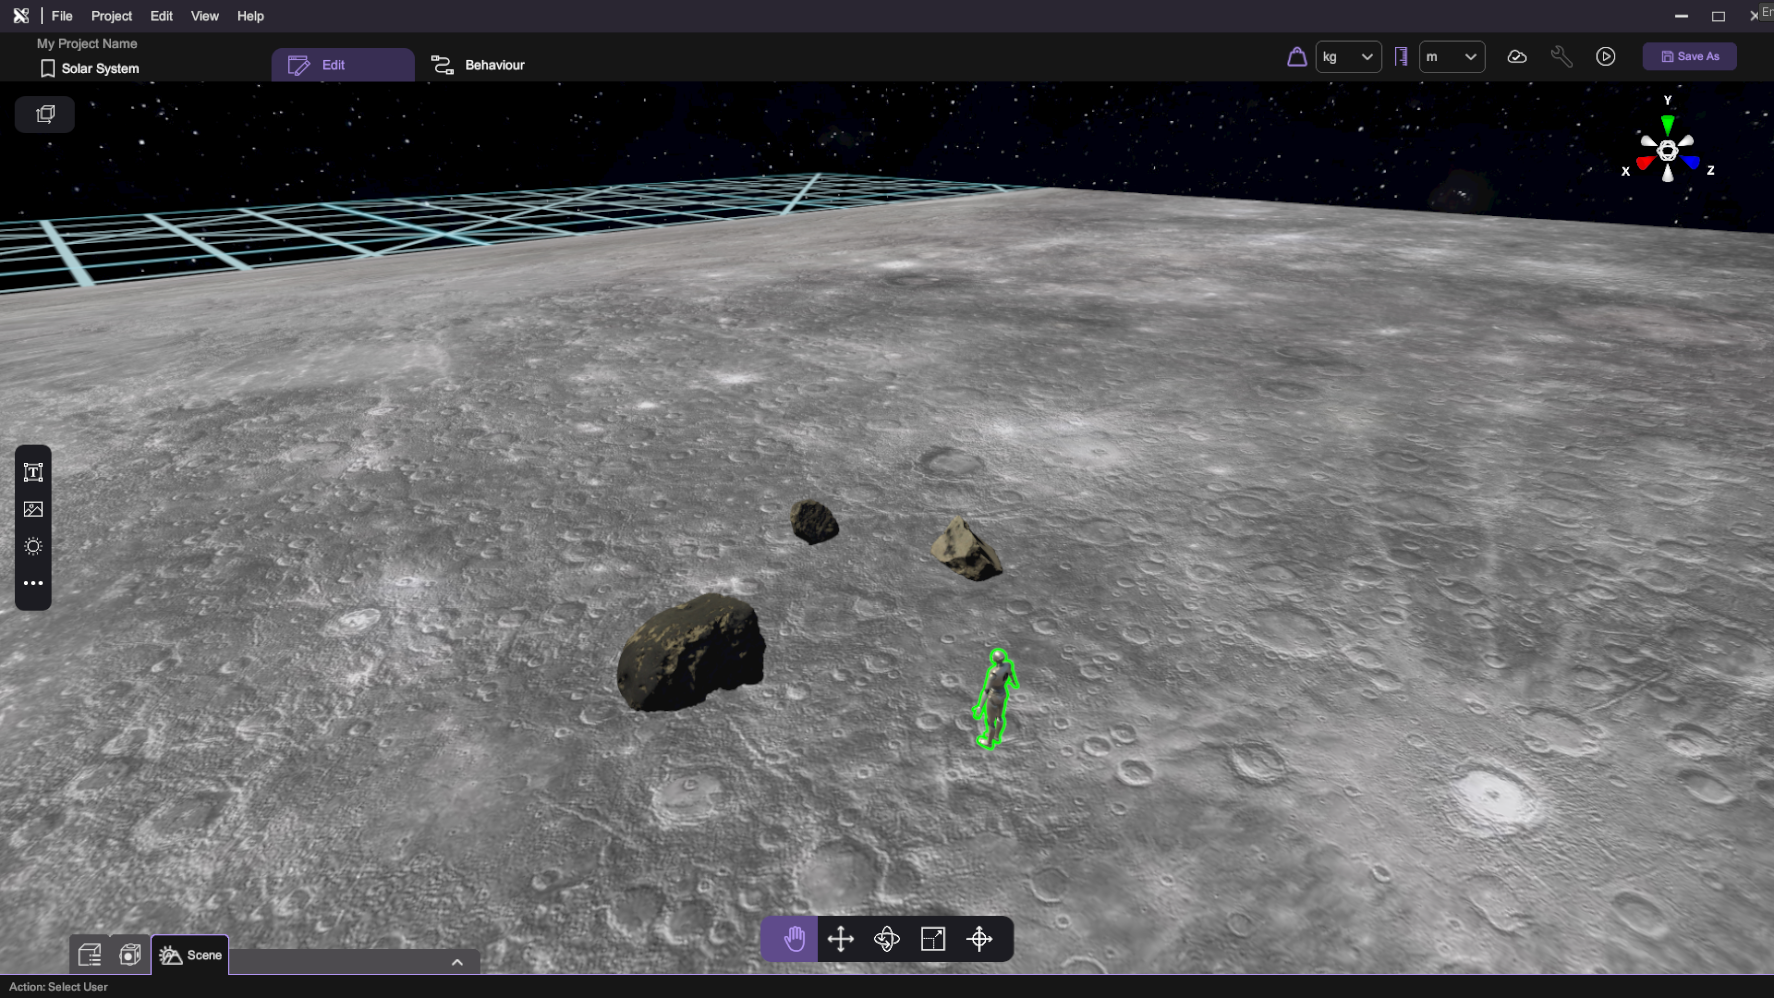 File Project Edit View Help
En
My Project Name
Solar System
Edit
Behaviour
kg
m
Save As
Y
X
Z
T
Scene
Action: Select User